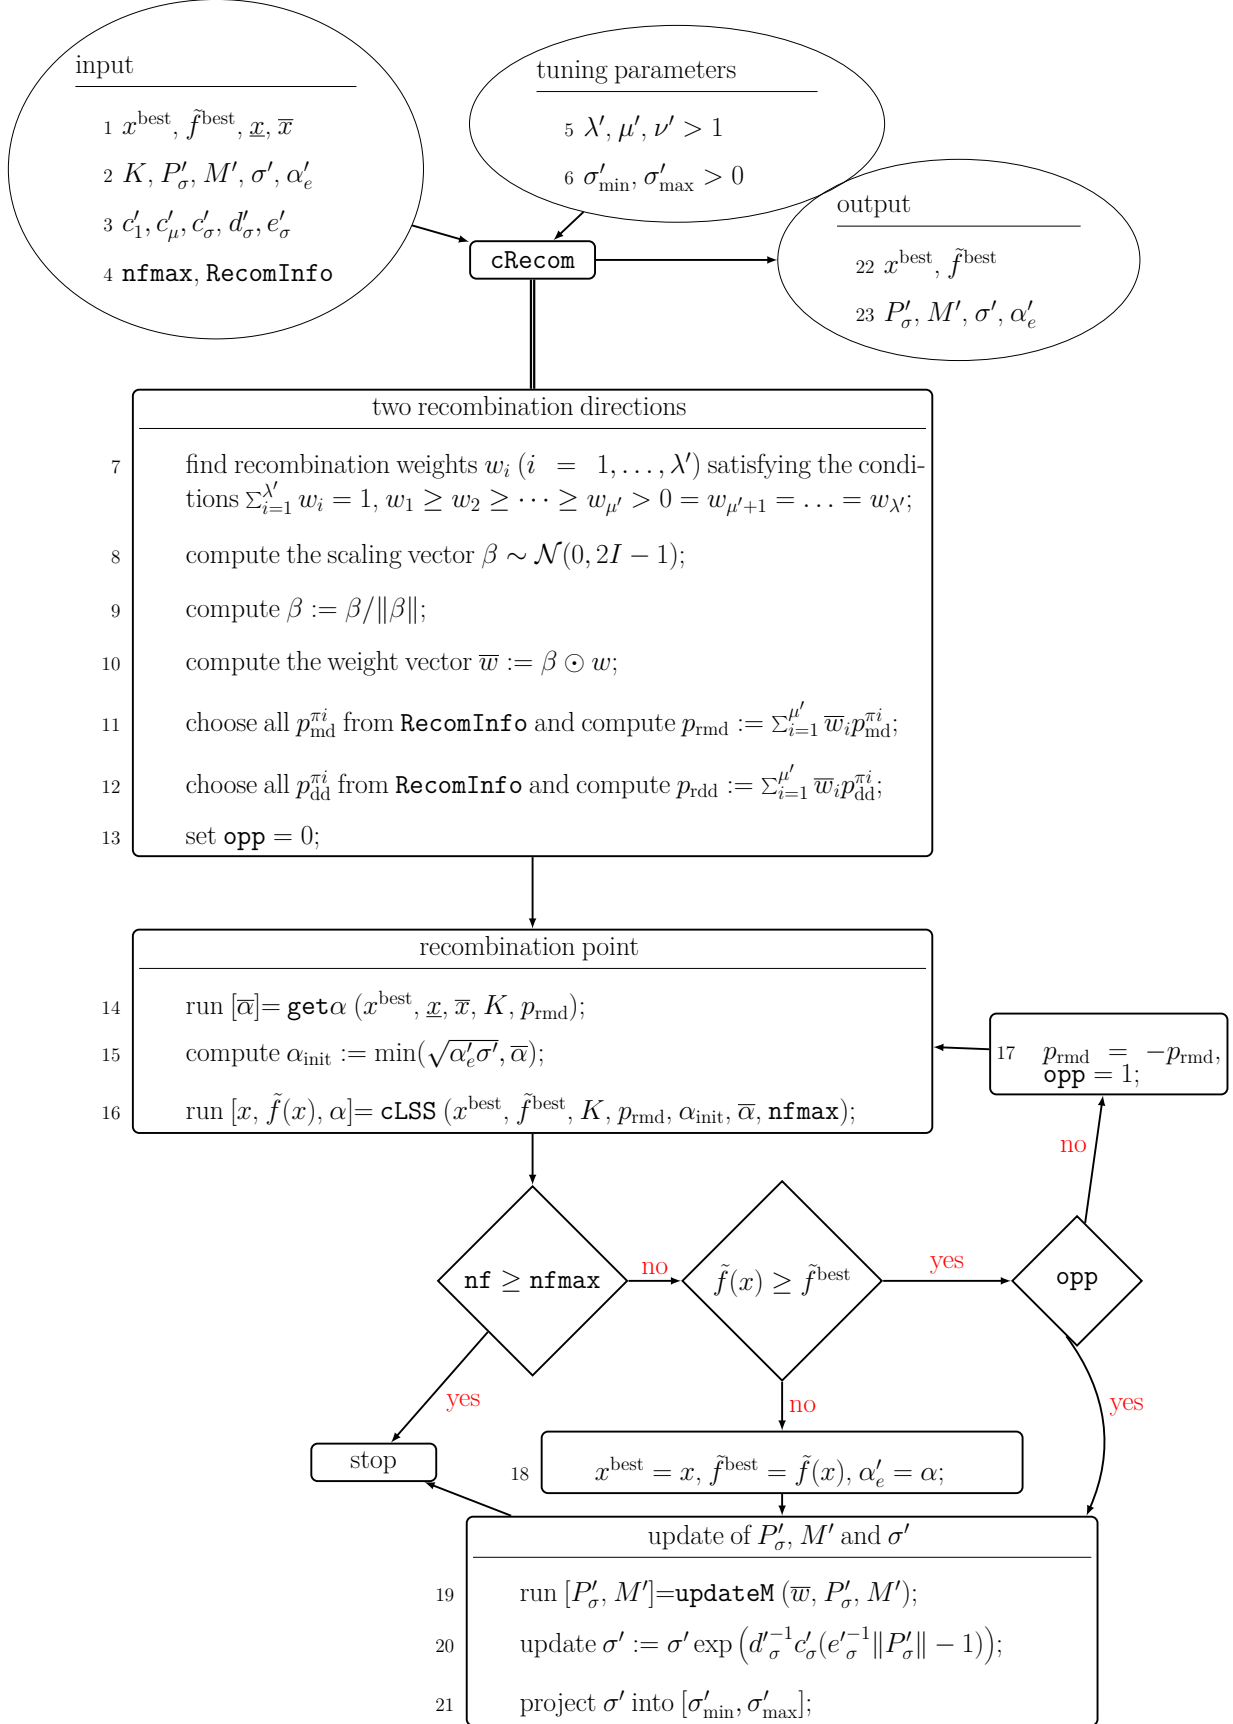 input
1 x^best, f̃^best, x̲, x̅
2 K, P′_σ, M′, σ′, α′_e
3 c′_1, c′_μ, c′_σ, d′_σ, e′_σ
4 nfmax, RecomInfo
tuning parameters
5 λ′, μ′, ν′ > 1
6 σ′_min, σ′_max > 0
output
22 x^best, f̃^best
23 P′_σ, M′, σ′, α′_e
cRecom
two recombination directions
7 find recombination weights w_i (i = 1, . . . , λ′) satisfying the condi-
tions ∑_{i=1}^{λ′} w_i = 1, w_1 ≥ w_2 ≥ ⋯ ≥ w_{μ′} > 0 = w_{μ′+1} = . . . = w_{λ′};
8 compute the scaling vector β ∼ 𝒩(0, 2I − 1);
9 compute β := β/‖β‖;
10 compute the weight vector w̅ := β ⊙ w;
11 choose all p_md^{πi} from RecomInfo and compute p_rmd := ∑_{i=1}^{μ′} w̅_i p_md^{πi};
12 choose all p_dd^{πi} from RecomInfo and compute p_rdd := ∑_{i=1}^{μ′} w̅_i p_dd^{πi};
13 set opp = 0;
recombination point
14 run [α̅]= getα (x^best, x̲, x̅, K, p_rmd);
15 compute α_init := min(√(α′_e σ′), α̅);
16 run [x, f̃(x), α]= cLSS (x^best, f̃^best, K, p_rmd, α_init, α̅, nfmax);
17 p_rmd = −p_rmd,
opp = 1;
no
nf ≥ nfmax
no
f̃(x) ≥ f̃^best
yes
opp
yes
no
yes
stop
18 x^best = x, f̃^best = f̃(x), α′_e = α;
update of P′_σ, M′ and σ′
19 run [P′_σ, M′]=updateM (w̅, P′_σ, M′);
20 update σ′ := σ′ exp(d′_σ^{−1} c′_σ(e′_σ^{−1}‖P′_σ‖ − 1));
21 project σ′ into [σ′_min, σ′_max];